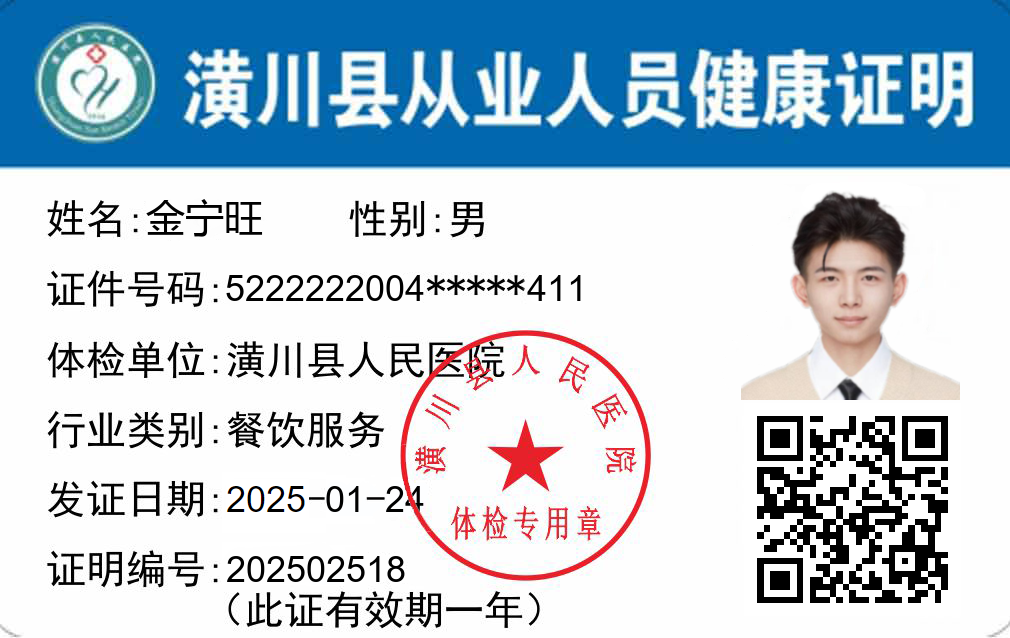 潢川县从业人员健康证明
姓名:金宁旺 性别:男
证件号码:5222222004*****411
体检单位:潢川县人民医院
行业类别:餐饮服务
发证日期:2025-01-24
证明编号:202502518
（此证有效期一年）
潢川县人民医院
体检专用章